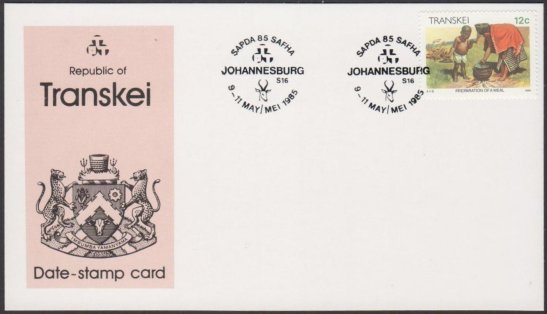 Republic of
Transkei
Date-stamp card
SAPDA 85 SAFHA
JOHANNESBURG
S16
9-11 MAY/MEI 1985
SAPDA 85 SAFHA
JOHANNESBURG
S16
9-11 MAY/MEI 1985
TRANSKEI 12c
PREPARATION OF A MEAL